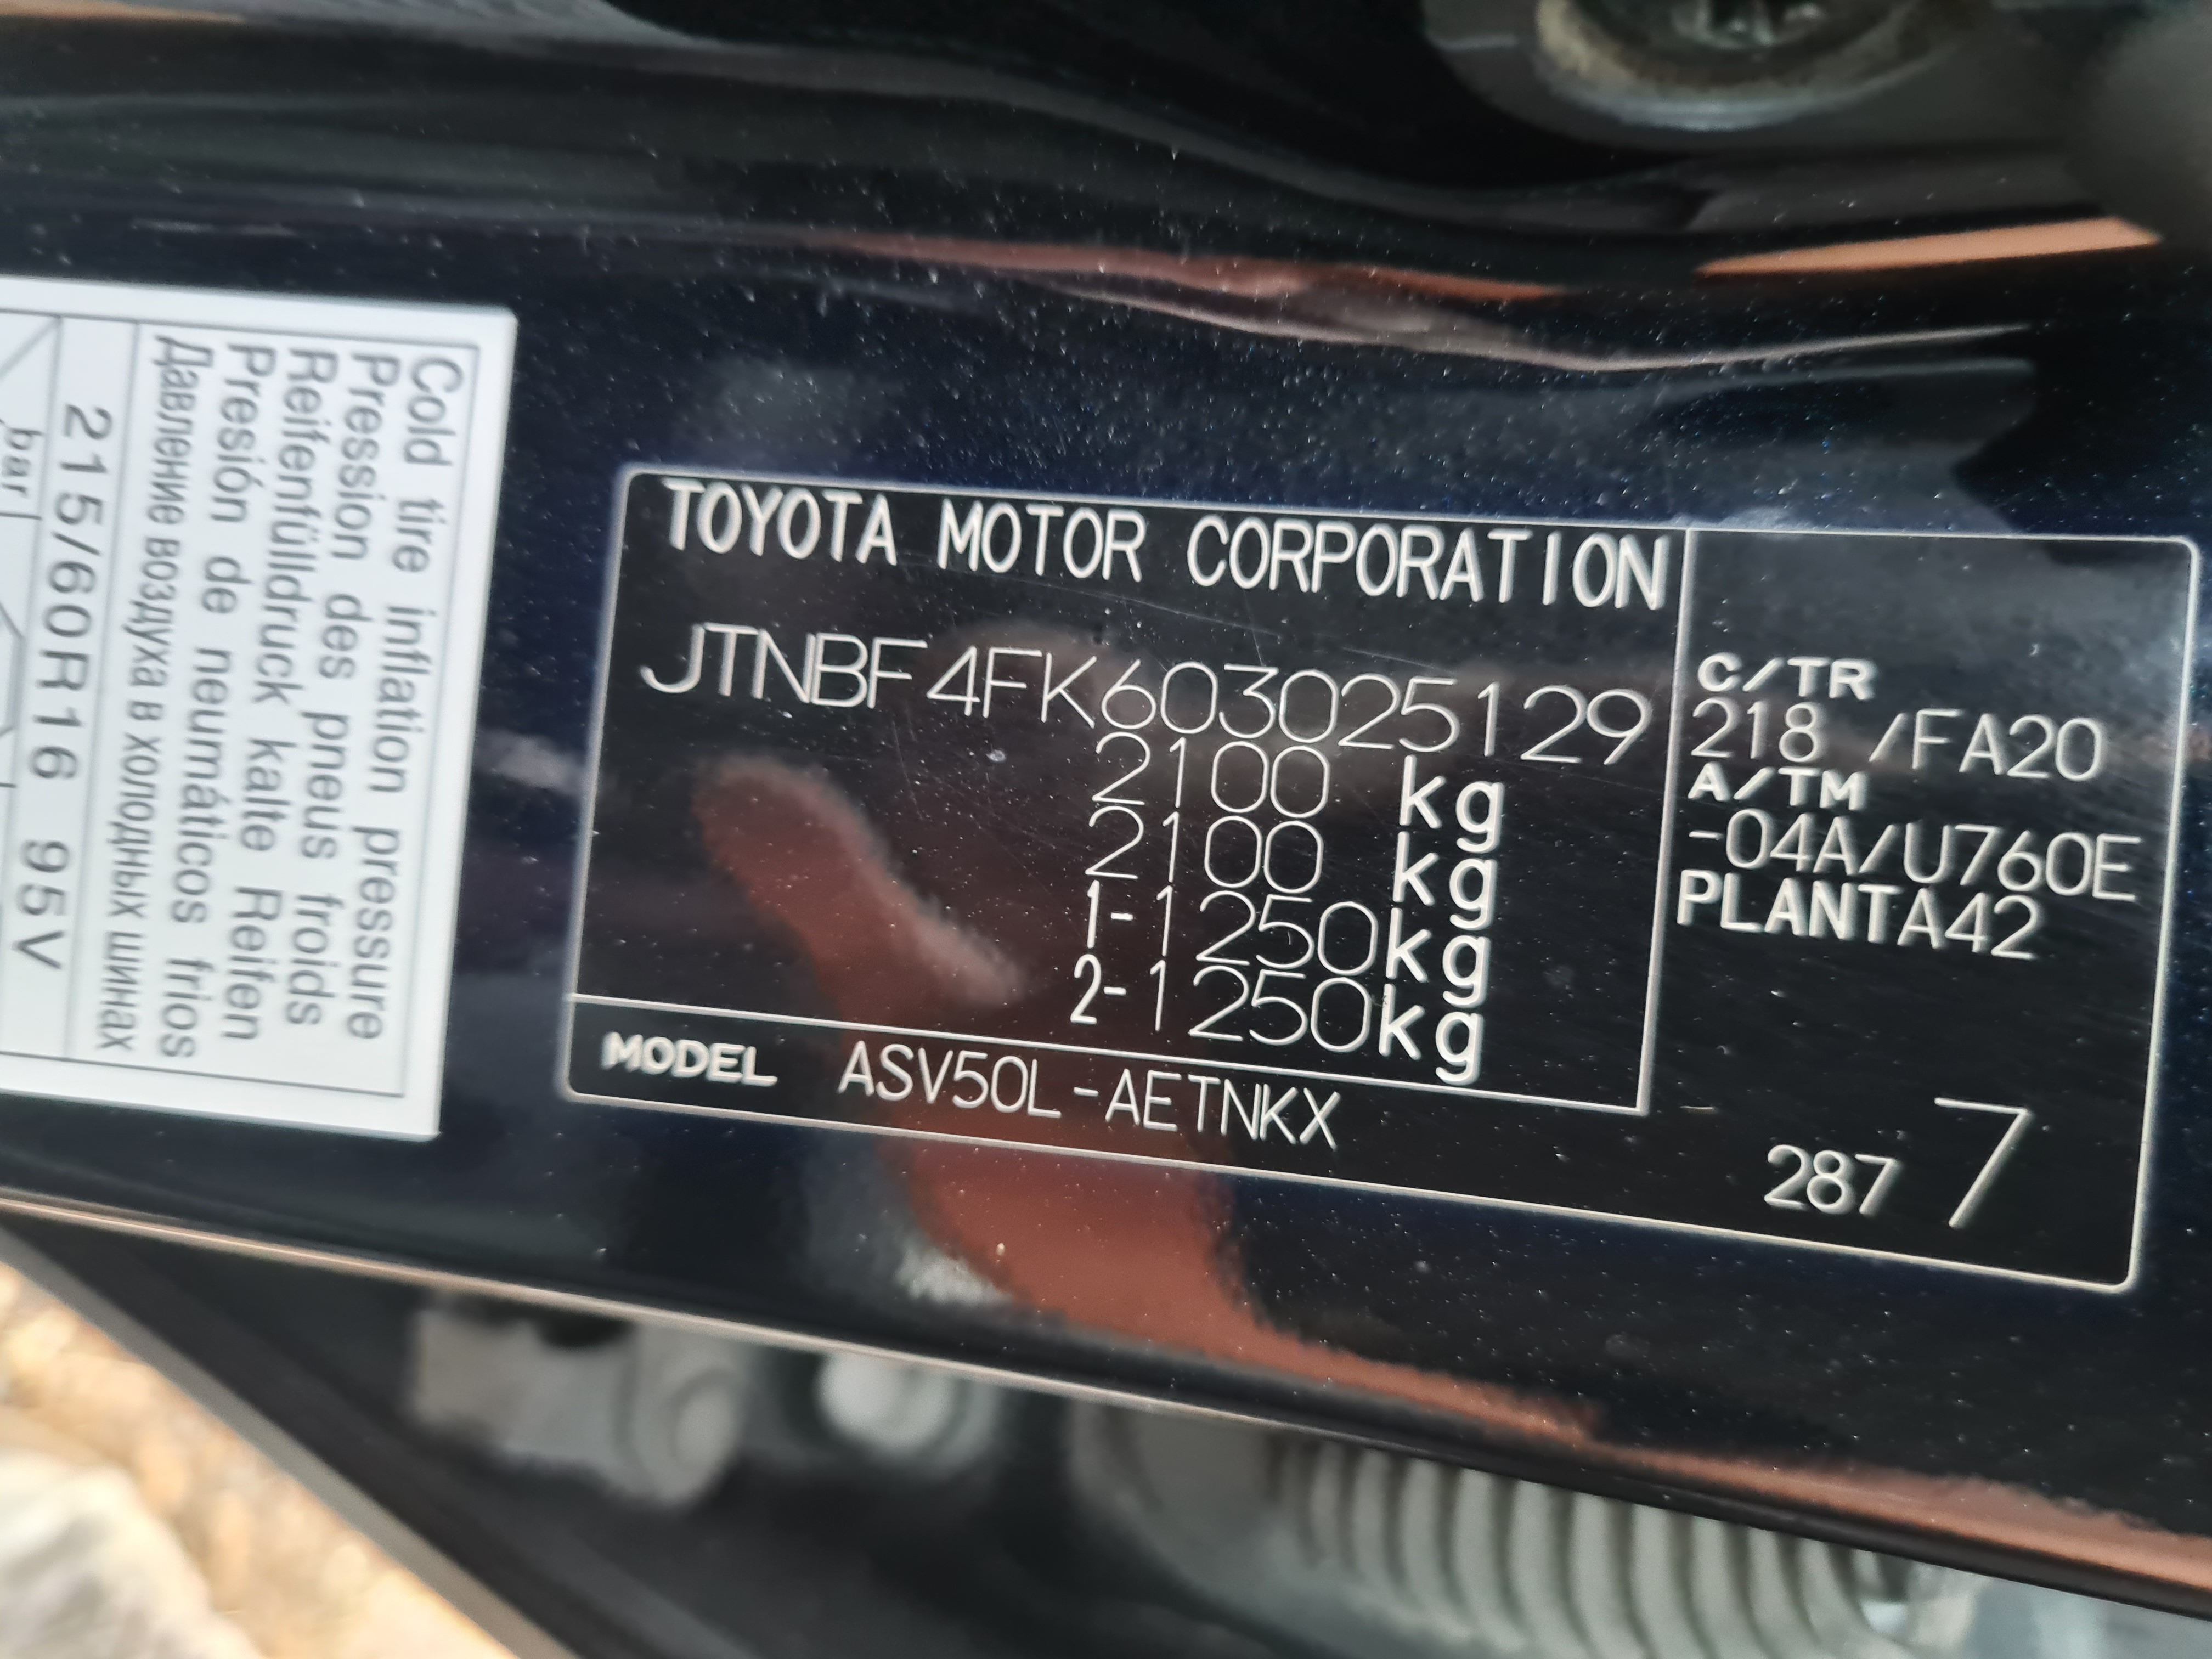 Cold tire inflation pressure
Pression des pneus froids
Reifenfülldruck kalte Reifen
Presión de neumáticos frios
Давление воздуха в холодных шинах
215/60R16 95V
bar
TOYOTA MOTOR CORPORATION
JTNBF4FK603025129
2100 kg
2100 kg
1-1250kg
2-1250kg
MODEL ASV50L-AETNKX
C/TR
218 /FA20
A/TM
-04A/U760E
PLANTA42
287 7